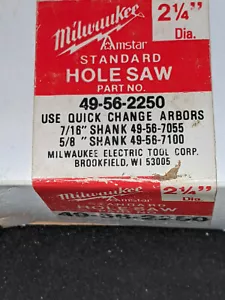 Milwaukee
Amstar
2¼”
Dia.
STANDARD
HOLE SAW
PART NO.
49-56-2250
USE QUICK CHANGE ARBORS
7/16” SHANK 49-56-7055
5/8 ” SHANK 49-56-7100
MILWAUKEE ELECTRIC TOOL CORP.
BROOKFIELD, WI 53005
Milwaukee
Amstar
2¼”
Dia.
STANDARD
HOLE SAW